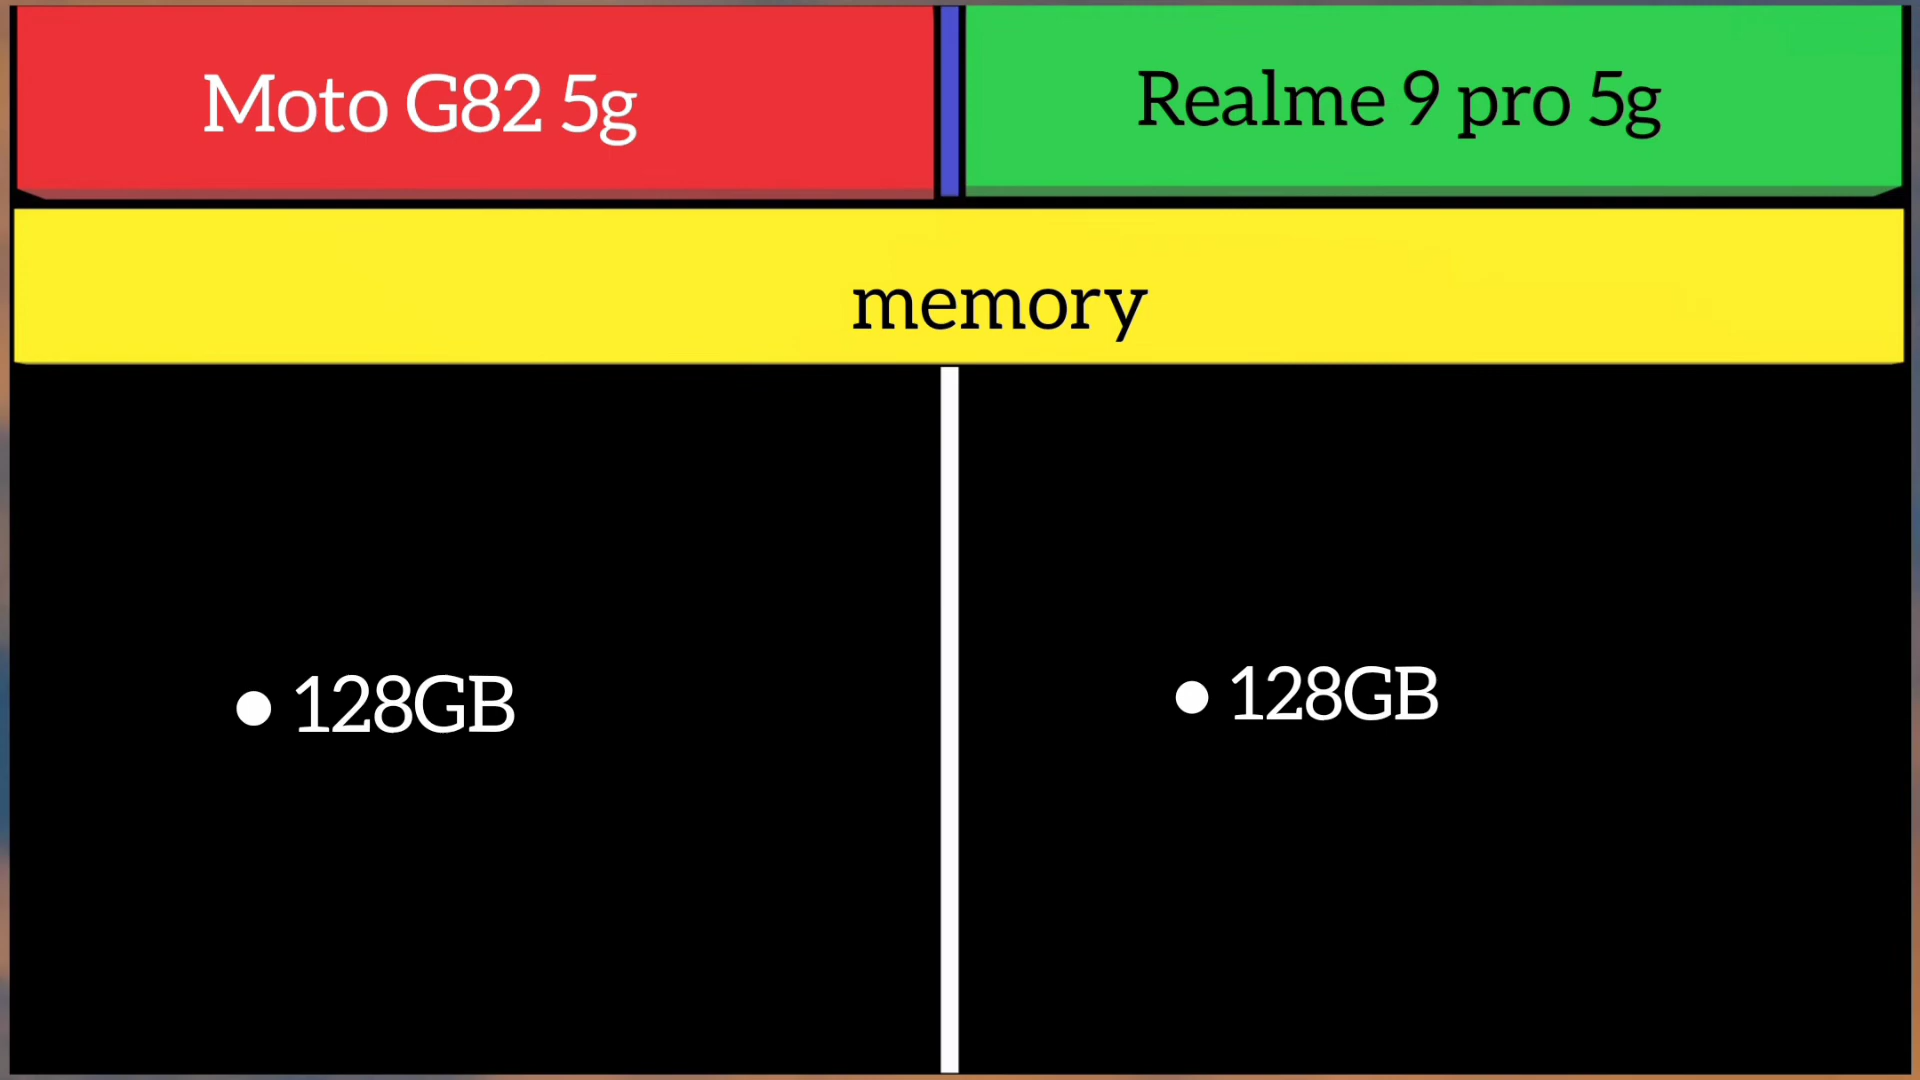 Moto G82 5g
Realme 9 pro 5g
memory
● 128GB
● 128GB